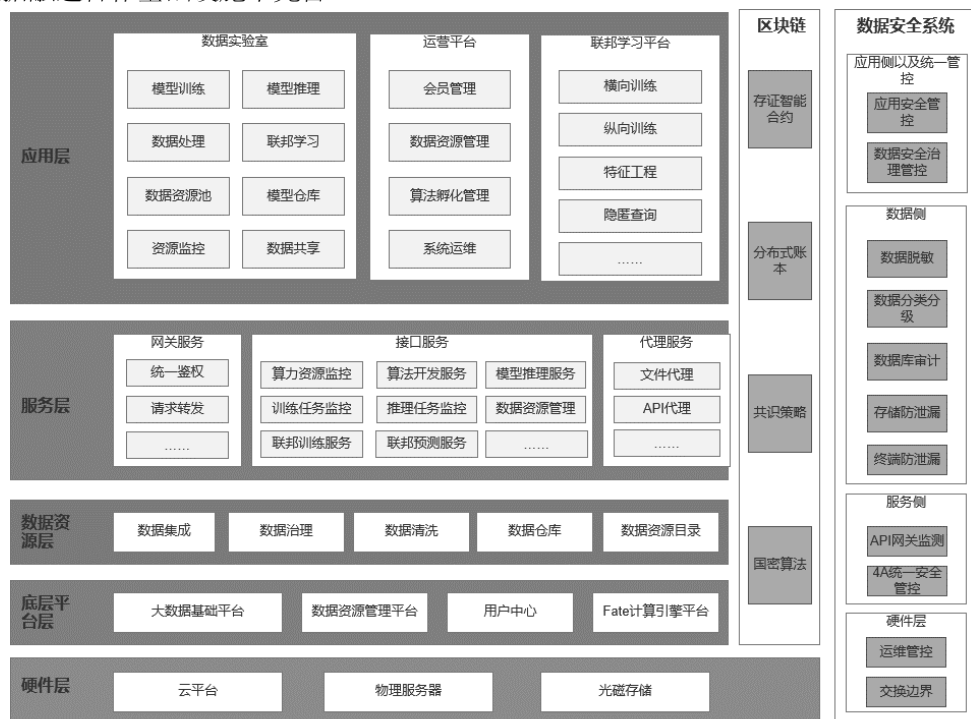 区块链
数据安全系统
应用层
数据实验室
模型训练
模型推理
数据处理
联邦学习
数据资源池
模型仓库
资源监控
数据共享
运营平台
会员管理
数据资源管理
算法孵化管理
系统运维
联邦学习平台
横向训练
纵向训练
特征工程
隐匿查询
……
服务层
网关服务
统一鉴权
请求转发
……
接口服务
算力资源监控
算法开发服务
模型推理服务
训练任务监控
推理任务监控
数据资源管理
联邦训练服务
联邦预测服务
……
代理服务
文件代理
API代理
……
数据资
源层
数据集成
数据治理
数据清洗
数据仓库
数据资源目录
底层平
台层
大数据基础平台
数据资源管理平台
用户中心
Fate计算引擎平台
硬件层
云平台
物理服务器
光磁存储
存证智能
合约
分布式账
本
共识策略
国密算法
应用侧以及统一管
控
应用安全管
控
数据安全治
理管控
数据侧
数据脱敏
数据分类分
级
数据库审计
存储防泄漏
终端防泄漏
服务侧
API网关监测
4A统一安全
管控
硬件层
运维管控
交换边界